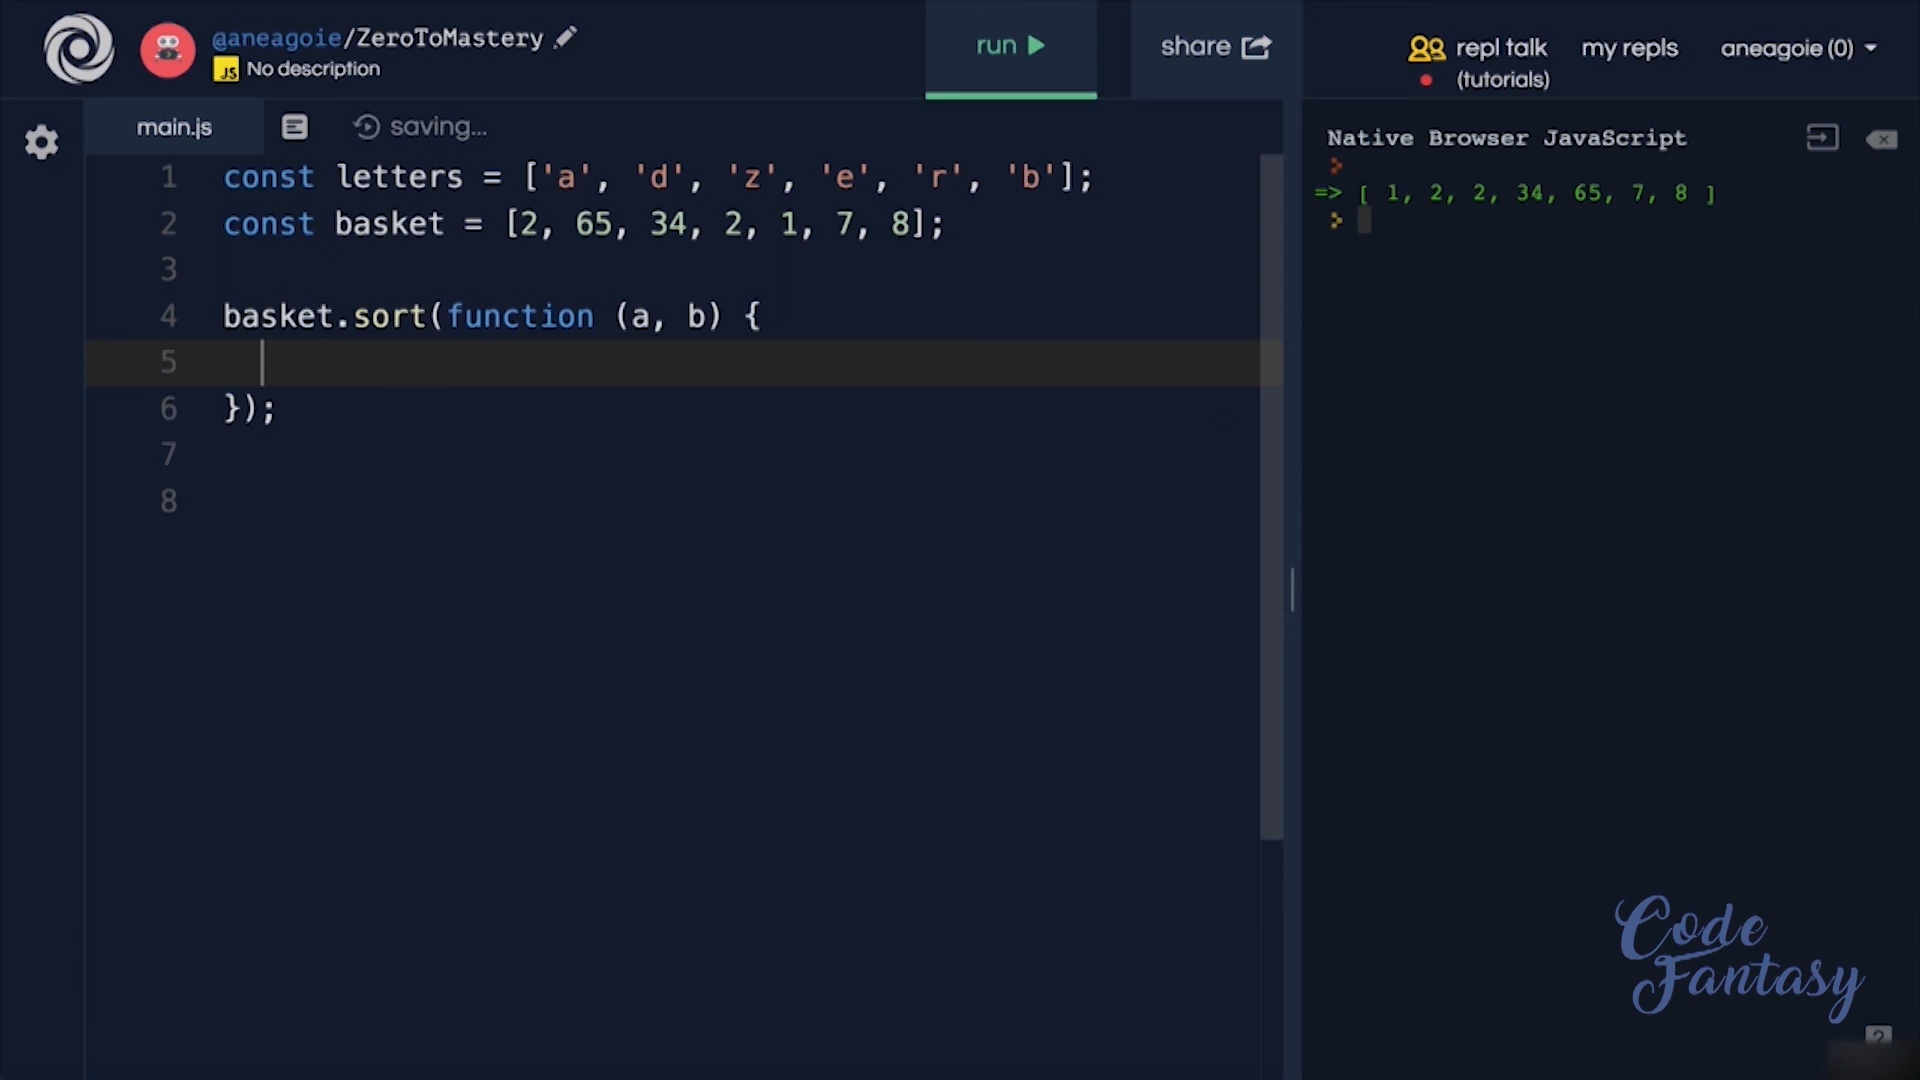 @aneagoie/ZeroToMastery
JS No description
run
share
repl talk
(tutorials)
my repls
aneagoie (0)
main.js
saving...
1 const letters = ['a', 'd', 'z', 'e', 'r', 'b'];
2 const basket = [2, 65, 34, 2, 1, 7, 8];
3
4 basket.sort(function (a, b) {
5
6 });
7
8
Native Browser JavaScript
=> [ 1, 2, 2, 34, 65, 7, 8 ]
Code
Fantasy
?